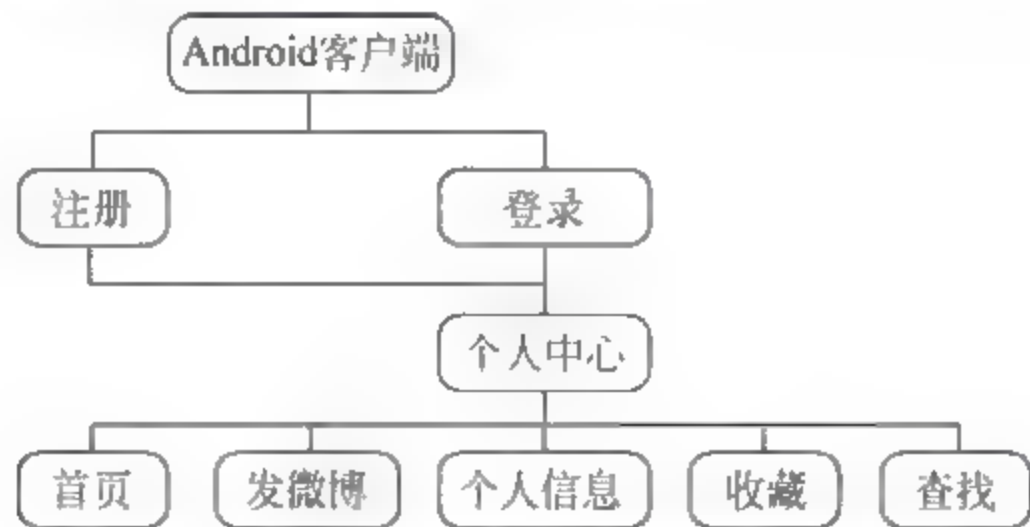 Android客户端
注册
登录
个人中心
首页
发微博
个人信息
收藏
查找